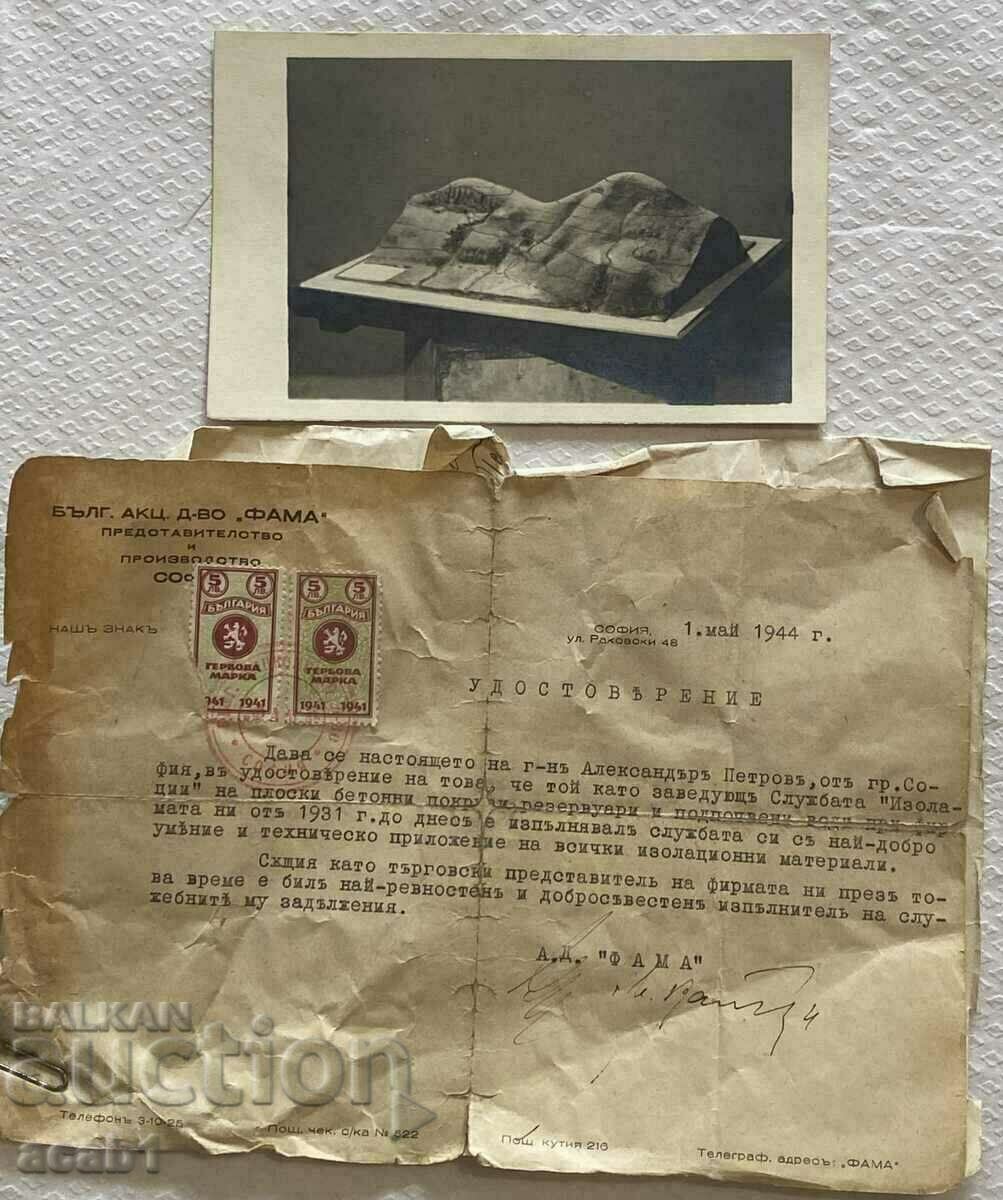 БЪЛГ. АКЦ. Д-ВО „ФАМА“
ПРЕДСТАВИТЕЛСТВО
И
ПРОИЗВОДСТВО
НАШЪ ЗНАКЪ
5 ЛВ. 5
БЪЛГАРИЯ
ГЕРБОВА
МАРКА
1941 1941
5 5 ЛВ.
БЪЛГАРИЯ
ГЕРБОВА
МАРКА
1941 1941
СОФИЯ, 1.май 1944 г.
ул. Раковски 48
УДОСТОВѢРЕНИЕ
Дава се настоящето на г-нъ Александъръ Петровъ,отъ гр.Со-
фия,въ удостовѣрение на това, че той като заведующъ Службата "Изола-
ции" на плоски бетонни покриви резервуари и подпочвени води при фир-
мата ни отъ 1931 г.до днесъ е изпълнявалъ службата си съ най-добро
умѣние и техническо приложение на всички изолационни материали.
Сѫщия като търговски представитель на фирмата ни презъ то-
ва време е билъ най-ревностенъ и добросъвестенъ изпълнитель на слу-
жебнитѣ му задължения.
А.Д. "ФАМА"
BALKAN
auction
acab1
Телефонъ 3-10-25
Пощ. чек. с/ка № 522
Пощ кутия 216
Телеграф. адресъ: „ФАМА“